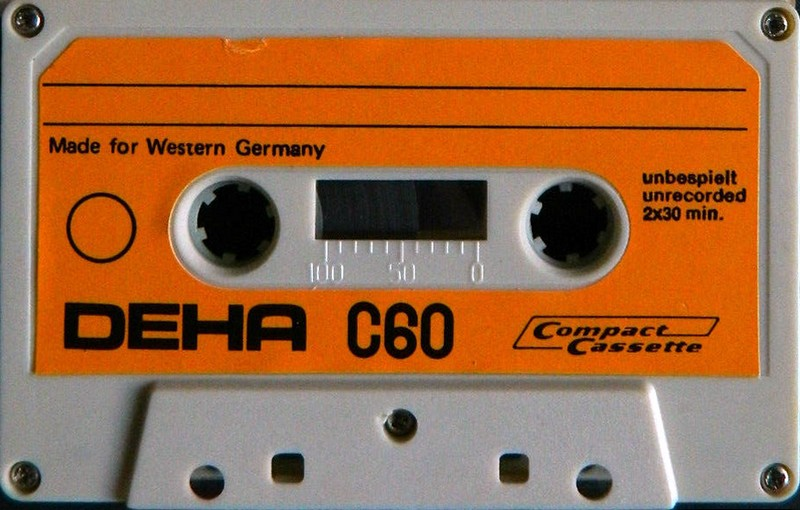 Made for Western Germany
unbespielt
unrecorded
2x30 min.
100 50 0
DEHA C60
Compact
Cassette